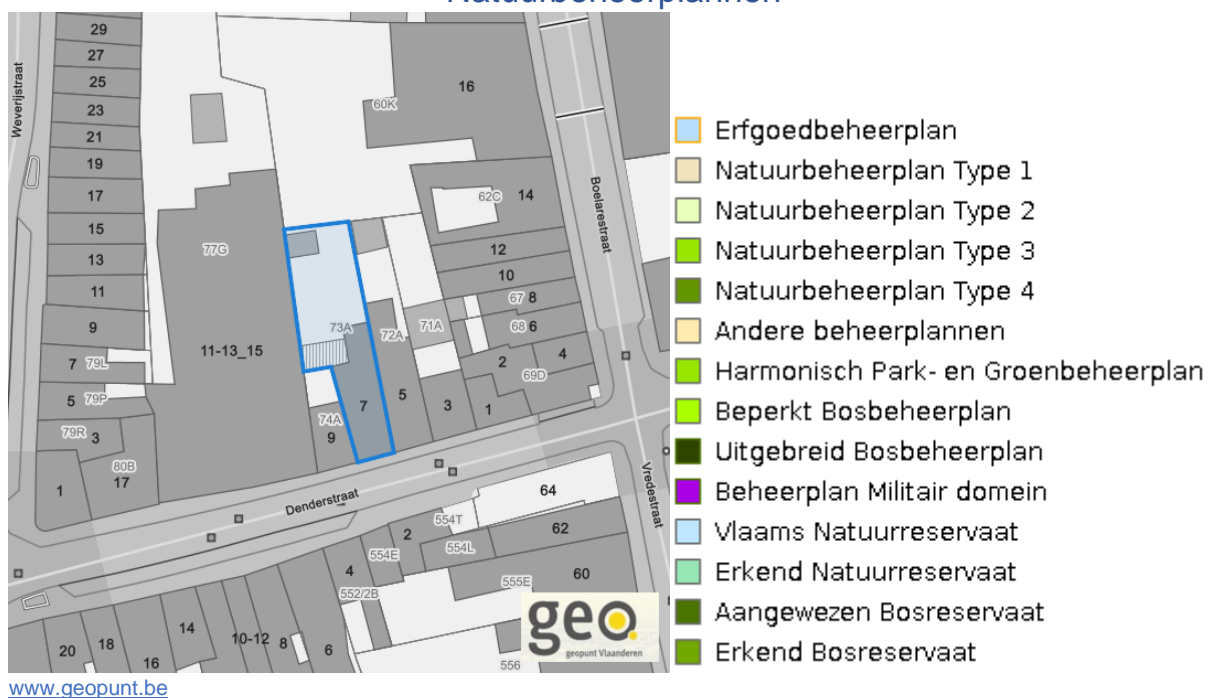 Natuurbeheerplannen
29
27
25
23
21
19
17
15
13
11
9
7 79L
5 79P
79R 3
80B
1
17
Weverijstraat
77G
11-13_15
60K
16
62C
14
12
10
67 8
68 6
2
4
69D
1
3
71A
72A
5
73A
7
74A
9
Boelarestraat
Denderstraat
Vredestraat
64
62
60
554T
554L
2
554E
4
552/2B
555E
556
20
18
16
14
10-12
8
6
geo
geopunt Vlaanderen
Erfgoedbeheerplan
Natuurbeheerplan Type 1
Natuurbeheerplan Type 2
Natuurbeheerplan Type 3
Natuurbeheerplan Type 4
Andere beheerplannen
Harmonisch Park- en Groenbeheerplan
Beperkt Bosbeheerplan
Uitgebreid Bosbeheerplan
Beheerplan Militair domein
Vlaams Natuurreservaat
Erkend Natuurreservaat
Aangewezen Bosreservaat
Erkend Bosreservaat
www.geopunt.be